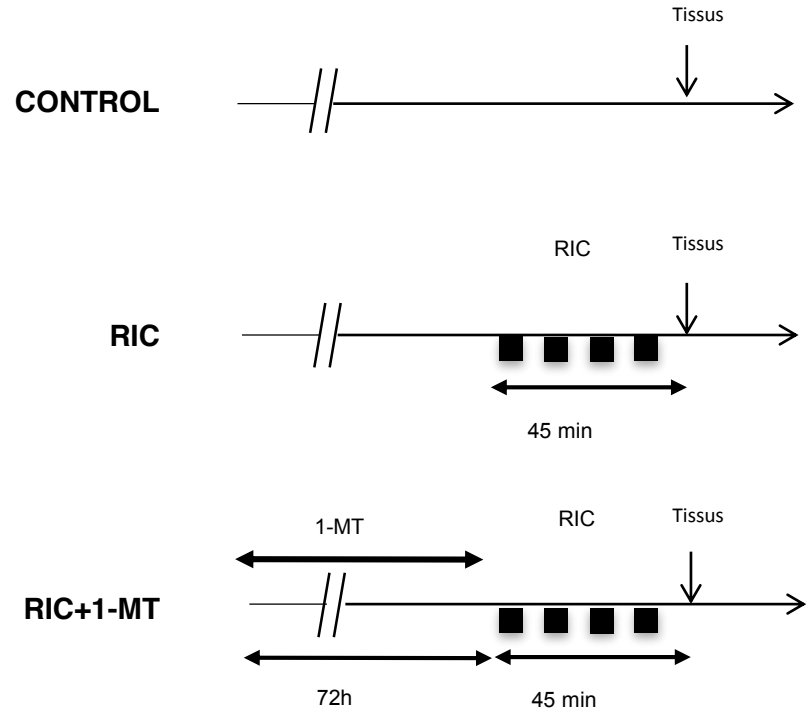 Tissus
CONTROL
RIC
Tissus
RIC
45 min
1-MT
RIC
Tissus
RIC+1-MT
72h
45 min